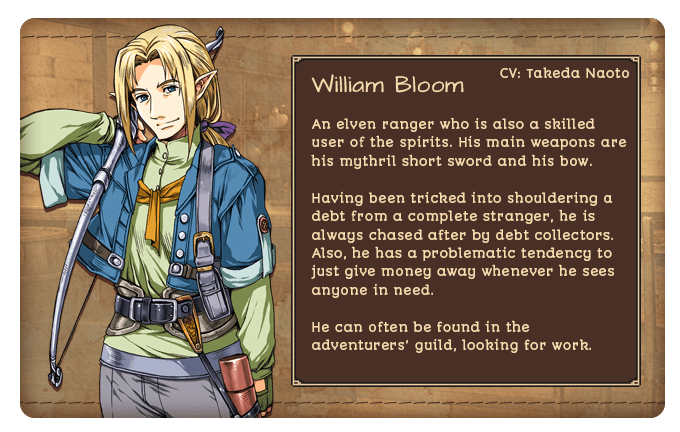 CV: Takeda Naoto
William Bloom
An elven ranger who is also a skilled
user of the spirits. His main weapons are
his mythril short sword and his bow.
Having been tricked into shouldering a
debt from a complete stranger, he is
always chased after by debt collectors.
Also, he has a problematic tendency to
just give money away whenever he sees
anyone in need.
He can often be found in the
adventurers' guild, looking for work.